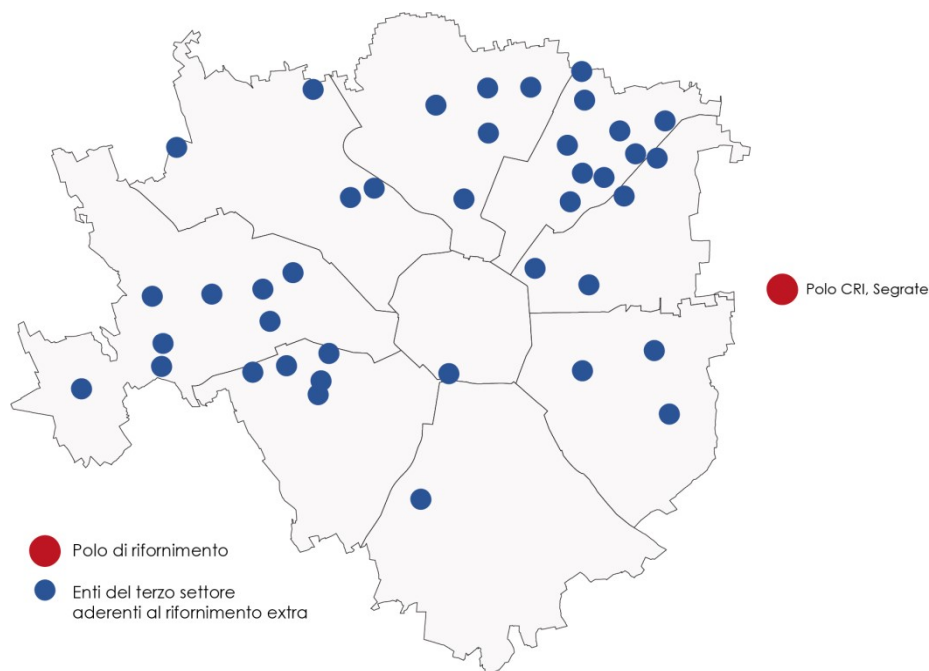 Polo CRI, Segrate
Polo di rifornimento
Enti del terzo settore
aderenti al rifornimento extra